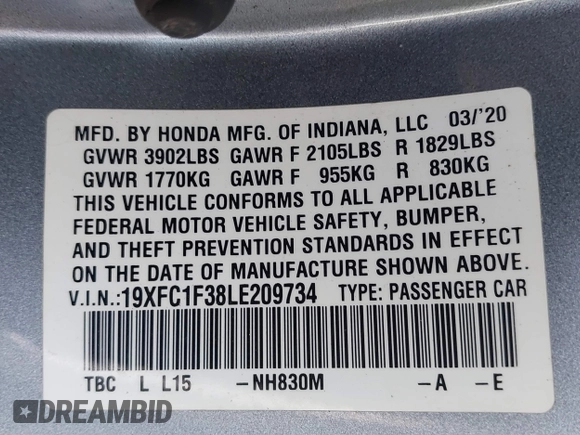 MFD. BY HONDA MFG. OF INDIANA, LLC 03/'20
GVWR 3902LBS GAWR F 2105LBS R 1829LBS
GVWR 1770KG GAWR F 955KG R 830KG
THIS VEHICLE CONFORMS TO ALL APPLICABLE
FEDERAL MOTOR VEHICLE SAFETY, BUMPER,
AND THEFT PREVENTION STANDARDS IN EFFECT
ON THE DATE OF MANUFACTURE SHOWN ABOVE.
V.I.N.:19XFC1F38LE209734 TYPE: PASSENGER CAR
TBC L L15 -NH830M -A -E
DREAMBID